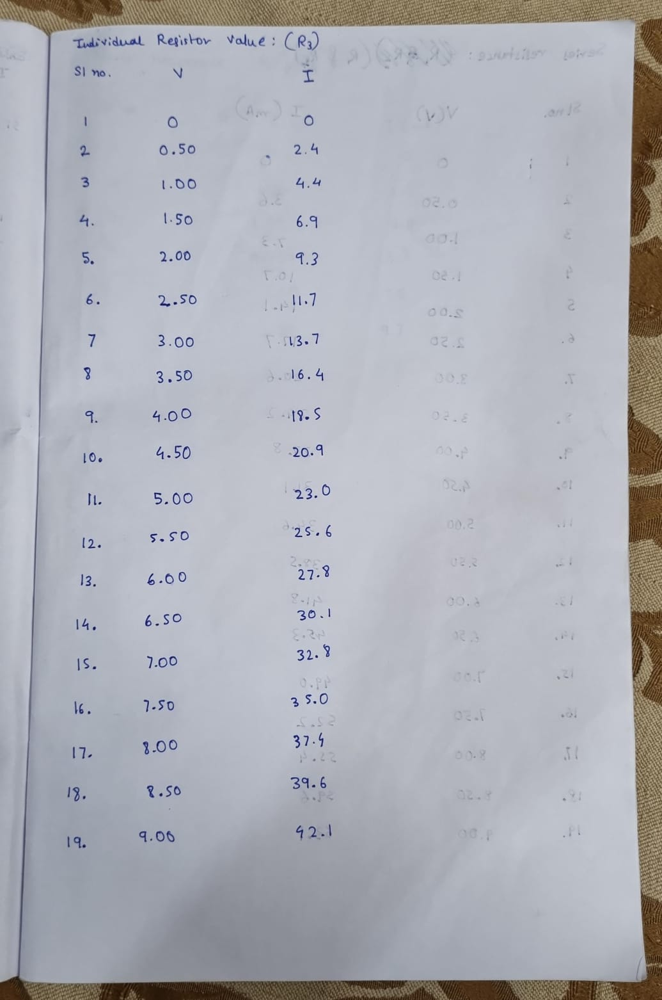 Individual Resistor value: (R3)
Sl no. V I
1 0 0
2 0.50 2.4
3 1.00 4.4
4. 1.50 6.9
5. 2.00 9.3
6. 2.50 11.7
7 3.00 13.7
8 3.50 16.4
9. 4.00 18.5
10. 4.50 20.9
11. 5.00 23.0
12. 5.50 25.6
13. 6.00 27.8
14. 6.50 30.1
15. 7.00 32.8
16. 7.50 35.0
17. 8.00 37.4
18. 8.50 39.6
19. 9.00 42.1